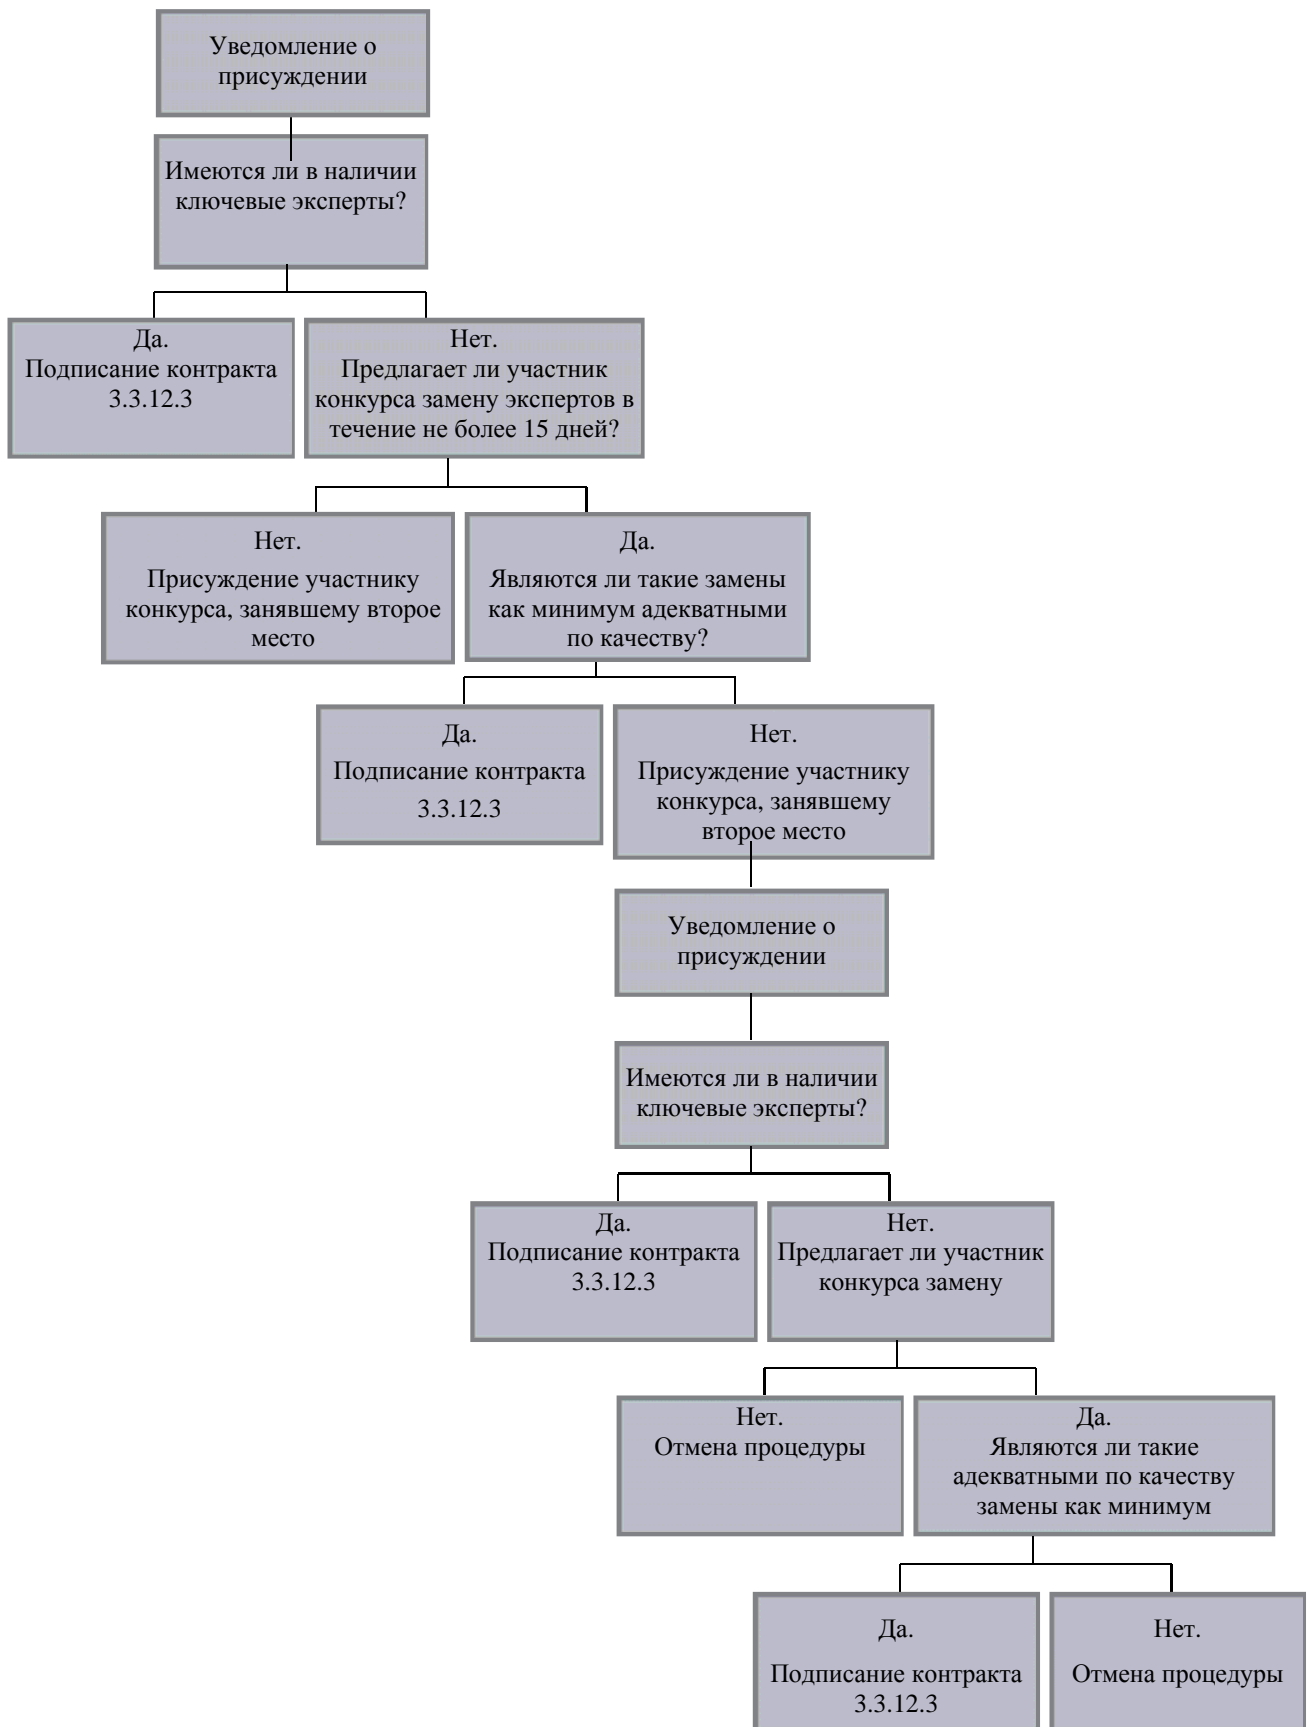 Уведомление о
присуждении
Имеются ли в наличии
ключевые эксперты?
Да.
Подписание контракта
3.3.12.3
Нет.
Предлагает ли участник
конкурса замену экспертов в
течение не более 15 дней?
Нет.
Присуждение участнику
конкурса, занявшему второе
место
Да.
Являются ли такие замены
как минимум адекватными
по качеству?
Да.
Подписание контракта
3.3.12.3
Нет.
Присуждение участнику
конкурса, занявшему
второе место
Уведомление о
присуждении
Имеются ли в наличии
ключевые эксперты?
Да.
Подписание контракта
3.3.12.3
Нет.
Предлагает ли участник
конкурса замену
Нет.
Отмена процедуры
Да.
Являются ли такие
адекватными по качеству
замены как минимум
Да.
Подписание контракта
3.3.12.3
Нет.
Отмена процедуры